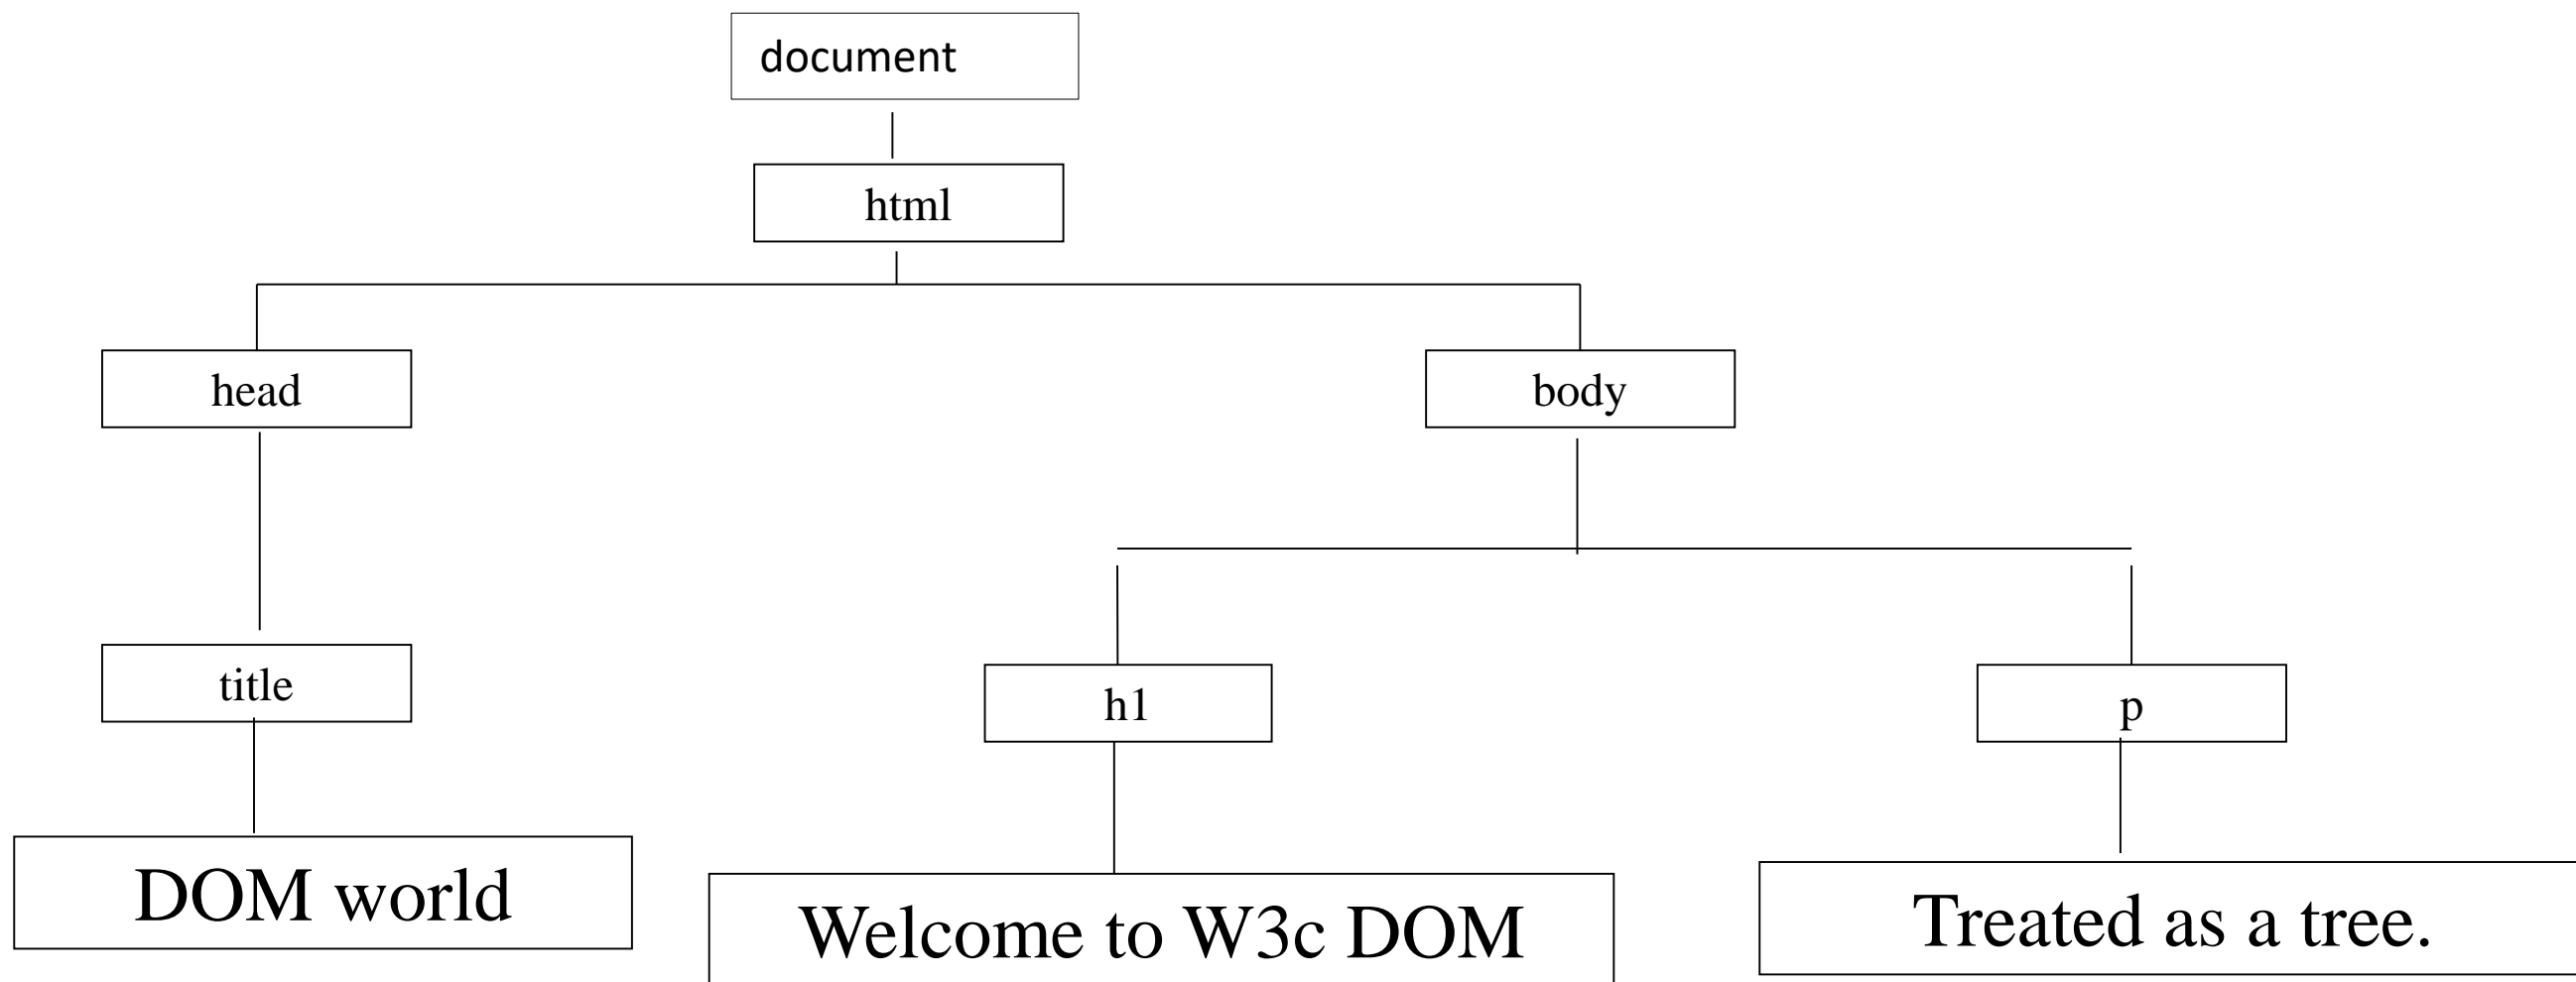 document
html
head
body
title
h1
p
DOM world
Welcome to W3c DOM
Treated as a tree.